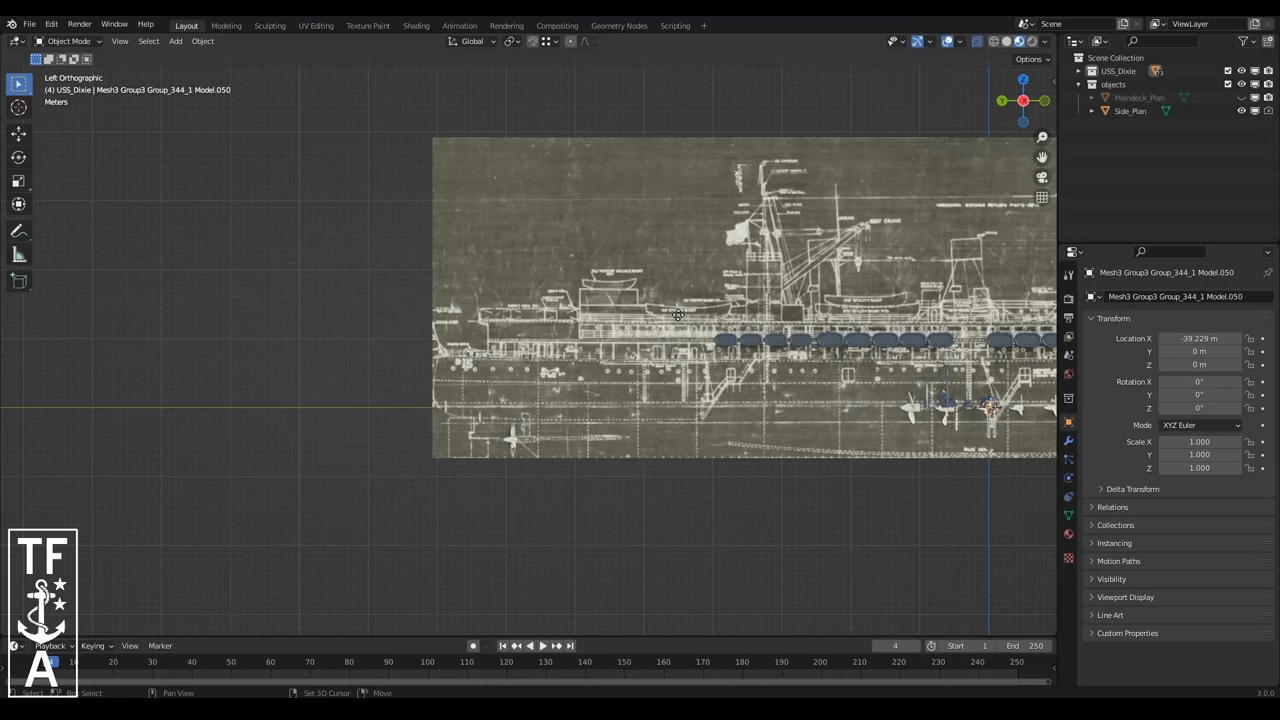 File Edit Render Window Help Layout Modeling Sculpting UV Editing Texture Paint Shading Animation Rendering Compositing Geometry Nodes Scripting + Scene ViewLayer
Object Mode View Select Add Object Global
Options
Left Orthographic
(4) USS_Dixie | Mesh3 Group3 Group_344_1 Model.050
Meters
Z
Y
X
BOAT CRANE
Scene Collection
USS_Dixie
objects
Maindeck_Plan
Side_Plan
Mesh3 Group3 Group_344_1 Model.050
Mesh3 Group3 Group_344_1 Model.050
Transform
Location X -39.229 m
Y 0 m
Z 0 m
Rotation X 0°
Y 0°
Z 0°
Mode XYZ Euler
Scale X 1.000
Y 1.000
Z 1.000
Delta Transform
Relations
Collections
Instancing
Motion Paths
Visibility
Viewport Display
Line Art
Custom Properties
TF
A
Playback Keying View Marker 4 Start 1 End 250
10 20 30 40 50 60 70 80 90 100 110 120 130 140 150 160 170 180 190 200 210 220 230 240 250
Select Box Select Pan View Set 3D Cursor Move 3.0.0